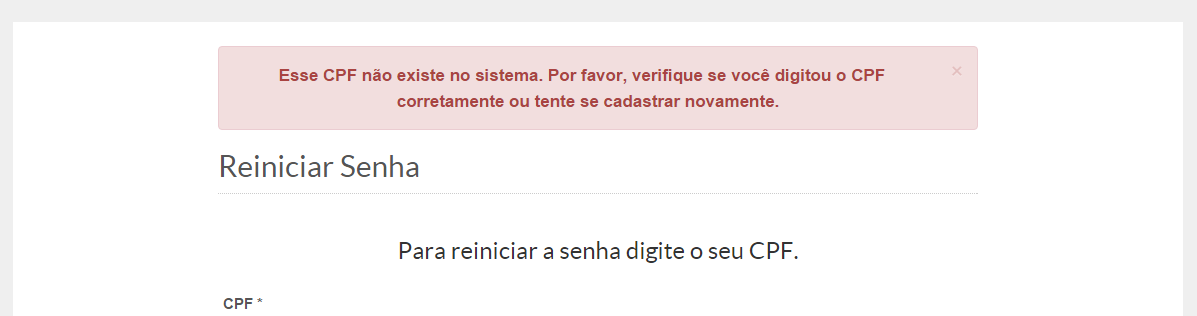 Esse CPF não existe no sistema. Por favor, verifique se você digitou o CPF
corretamente ou tente se cadastrar novamente.
×
Reiniciar Senha
Para reiniciar a senha digite o seu CPF.
CPF *